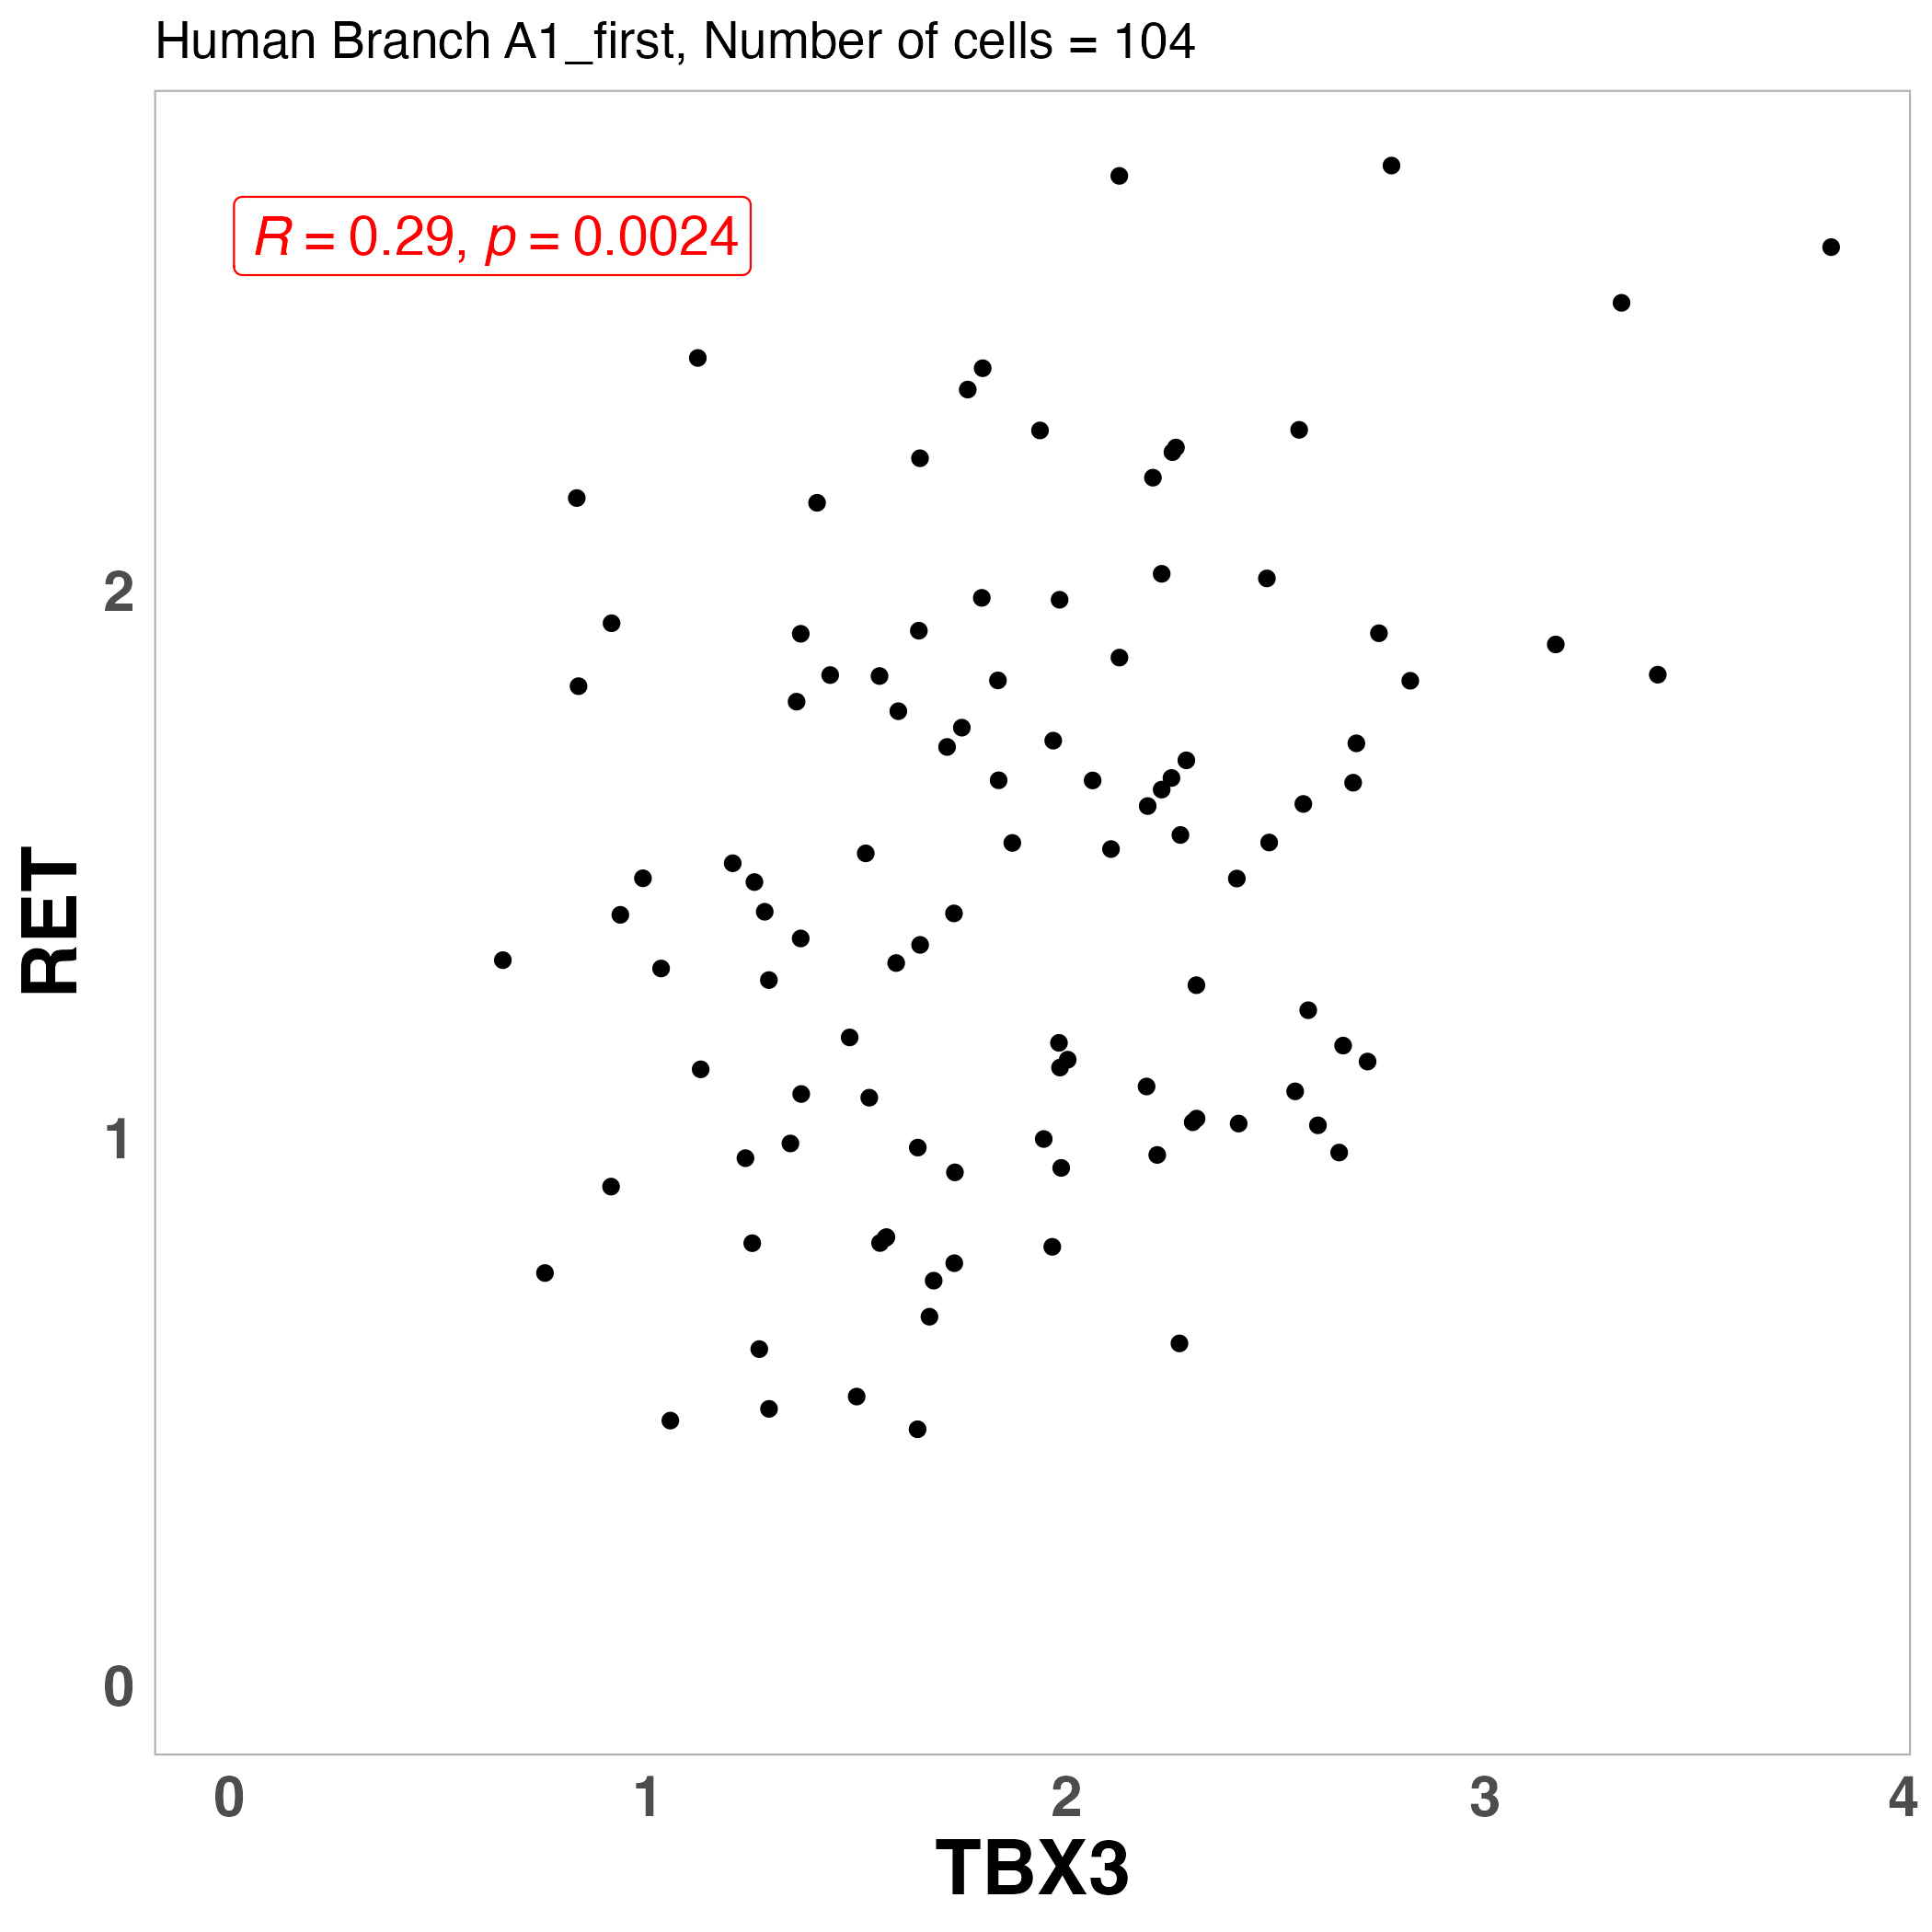 Human Branch A1_first, Number of cells = 104
R = 0.29, p = 0.0024
RET
2
1
0
0 1 2 3 4
TBX3